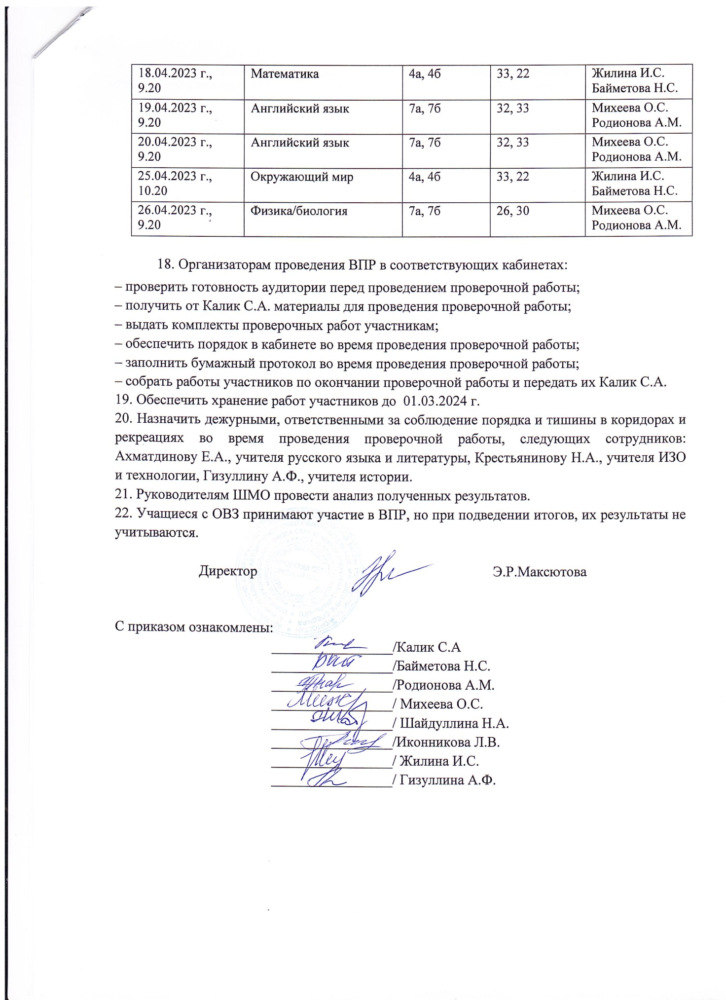 18.04.2023 г., Математика 4а, 4б 33, 22 Жилина И.С.
9.20 Байметова Н.С.
19.04.2023 г., Английский язык 7а, 7б 32, 33 Михеева О.С.
9.20 Родионова А.М.
20.04.2023 г., Английский язык 7а, 7б 32, 33 Михеева О.С.
9.20 Родионова А.М.
25.04.2023 г., Окружающий мир 4а, 4б 33, 22 Жилина И.С.
10.20 Байметова Н.С.
26.04.2023 г., Физика/биология 7а, 7б 26, 30 Михеева О.С.
9.20 Родионова А.М.
18. Организаторам проведения ВПР в соответствующих кабинетах:
– проверить готовность аудитории перед проведением проверочной работы;
– получить от Калик С.А. материалы для проведения проверочной работы;
– выдать комплекты проверочных работ участникам;
– обеспечить порядок в кабинете во время проведения проверочной работы;
– заполнить бумажный протокол во время проведения проверочной работы;
– собрать работы участников по окончании проверочной работы и передать их Калик С.А.
19. Обеспечить хранение работ участников до 01.03.2024 г.
20. Назначить дежурными, ответственными за соблюдение порядка и тишины в коридорах и
рекреациях во время проведения проверочной работы, следующих сотрудников:
Ахматдинову Е.А., учителя русского языка и литературы, Крестьянинову Н.А., учителя ИЗО
и технологии, Гизуллину А.Ф., учителя истории.
21. Руководителям ШМО провести анализ полученных результатов.
22. Учащиеся с ОВЗ принимают участие в ВПР, но при подведении итогов, их результаты не
учитываются.
Директор Э.Р.Максютова
С приказом ознакомлены:
/Калик С.А
/Байметова Н.С.
/Родионова А.М.
/ Михеева О.С.
/ Шайдуллина Н.А.
/Иконникова Л.В.
/ Жилина И.С.
/ Гизуллина А.Ф.